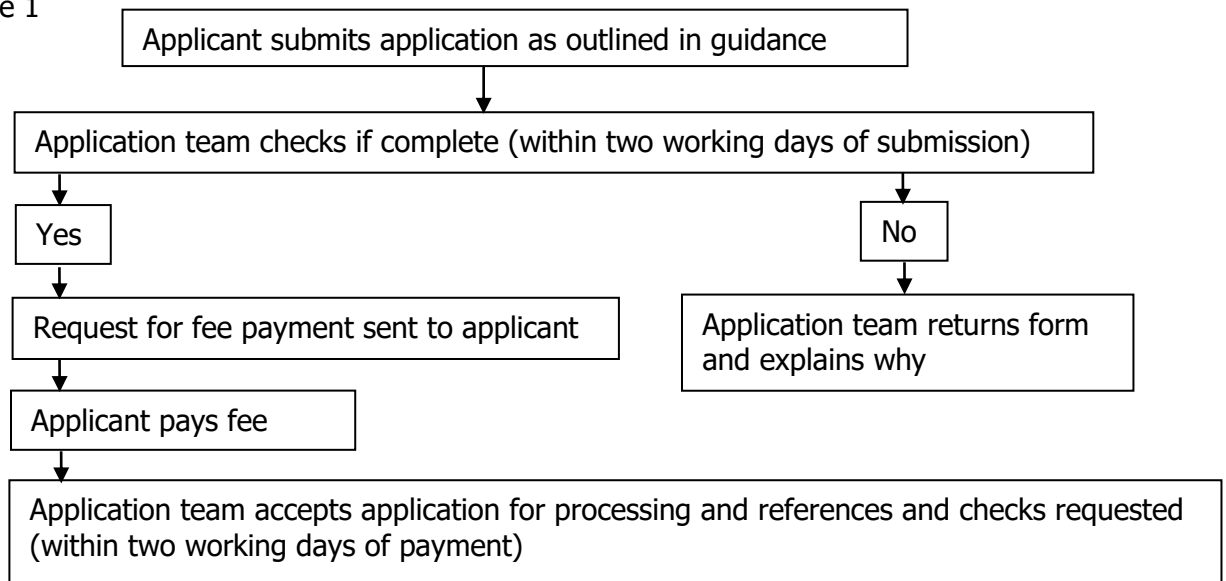 e 1
Applicant submits application as outlined in guidance
Application team checks if complete (within two working days of submission)
Yes
No
Request for fee payment sent to applicant
Application team returns form
and explains why
Applicant pays fee
Application team accepts application for processing and references and checks requested
(within two working days of payment)